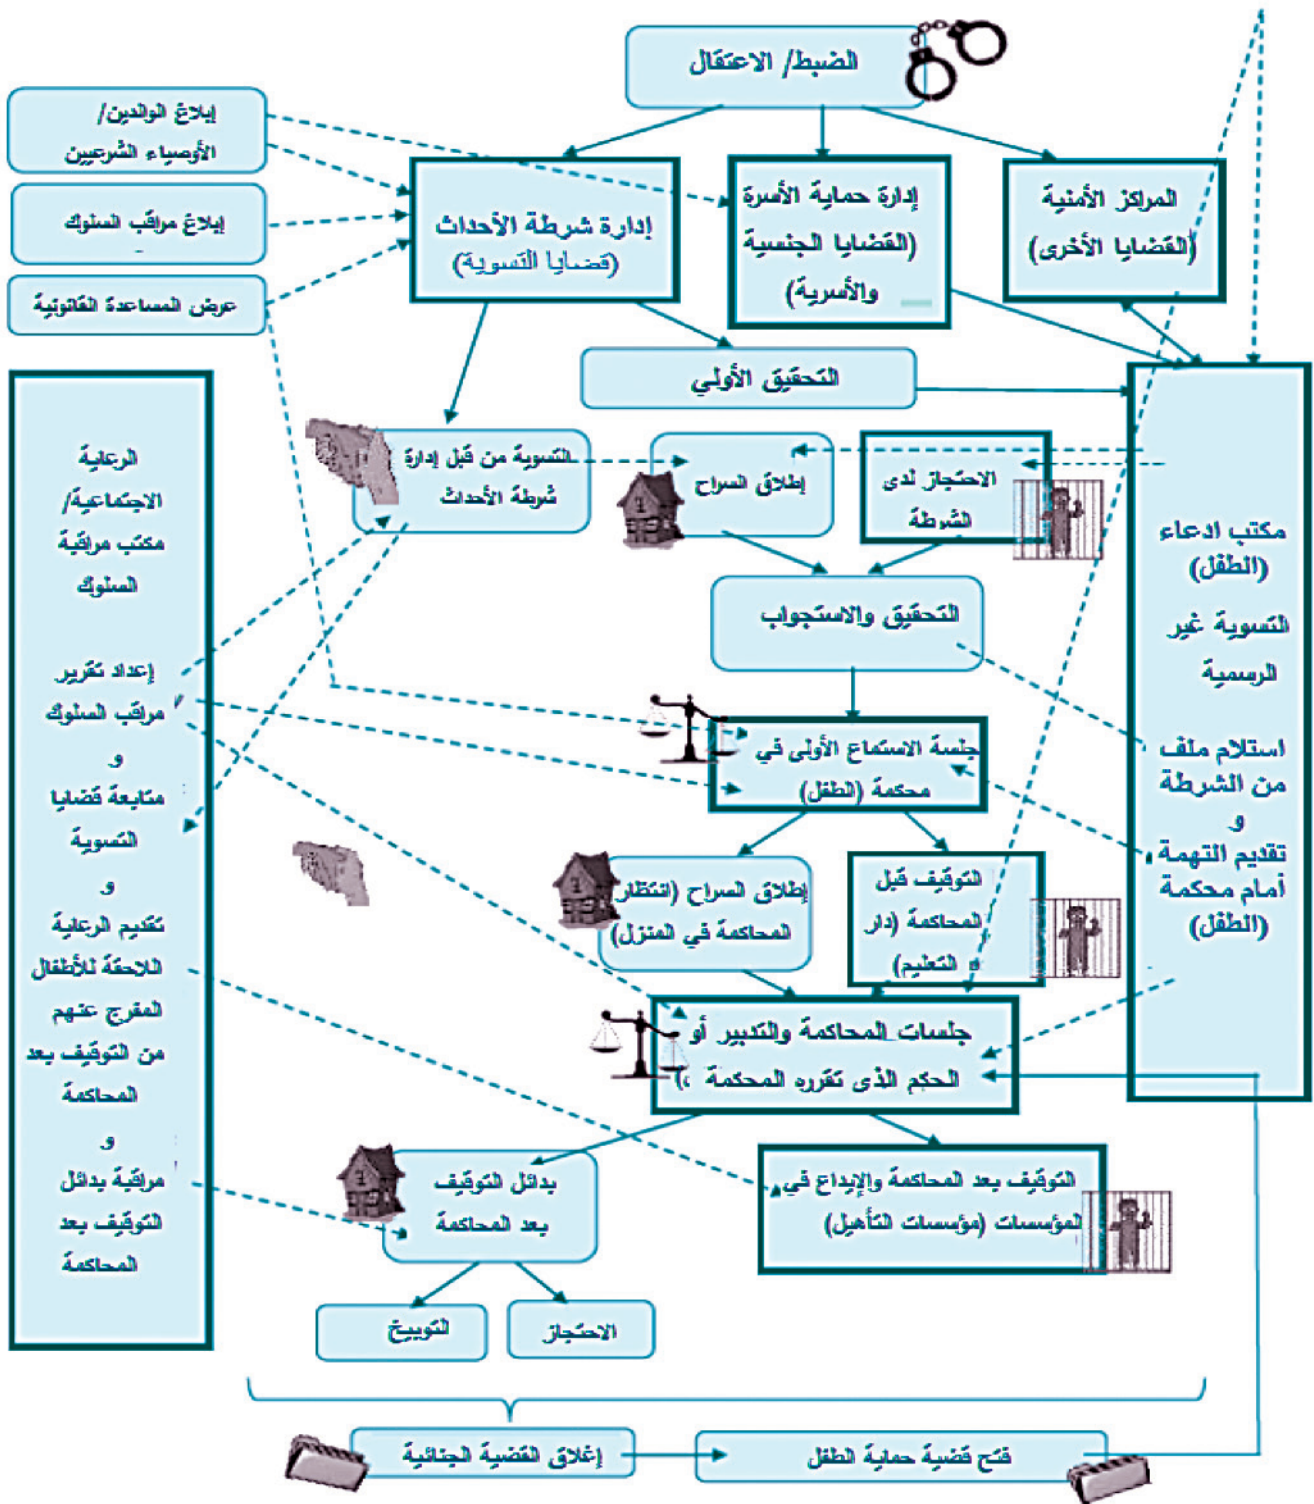 الضبط/ الاعتقال
إبلاغ الوالدين/
الأوصياء الشرعيين
إبلاغ مراقب السلوك
عرض المساعدة القانونية
المراكز الأمنية
(القضايا الأخرى)
إدارة حماية الأسرة
(القضايا الجنسية
والأسرية)
إدارة شرطة الأحداث
(قضايا التسوية)
التحقيق الأولي
الاحتجاز لدى
الشرطة
إطلاق السراح
التسوية من قبل إدارة
شرطة الأحداث
التحقيق والاستجواب
مكتب ادعاء
(الطفل)
التسوية غير
الرسمية
استلام ملف
من الشرطة
و
تقديم التهمة
أمام محكمة
(الطفل)
الرعاية
الاجتماعية/
مكتب مراقبة
السلوك
إعداد تقرير
مراقب السلوك
و
متابعة قضايا
التسوية
و
تقديم الرعاية
اللاحقة للأطفال
المفرج عنهم
من التوقيف بعد
المحاكمة
و
مراقبة بدائل
التوقيف بعد
المحاكمة
جلسة الاستماع الأولى في
محكمة (الطفل)
التوقيف قبل
المحاكمة (دار
التعليم)
إطلاق السراح (انتظار
المحاكمة في المنزل)
جلسات المحاكمة والتدبير أو
الحكم الذي تقرره المحكمة
التوقيف بعد المحاكمة والإيداع في
المؤسسات (مؤسسات التأهيل)
بدائل التوقيف
بعد المحاكمة
الاحتجاز
التوبيخ
إغلاق القضية الجنائية
فتح قضية حماية الطفل